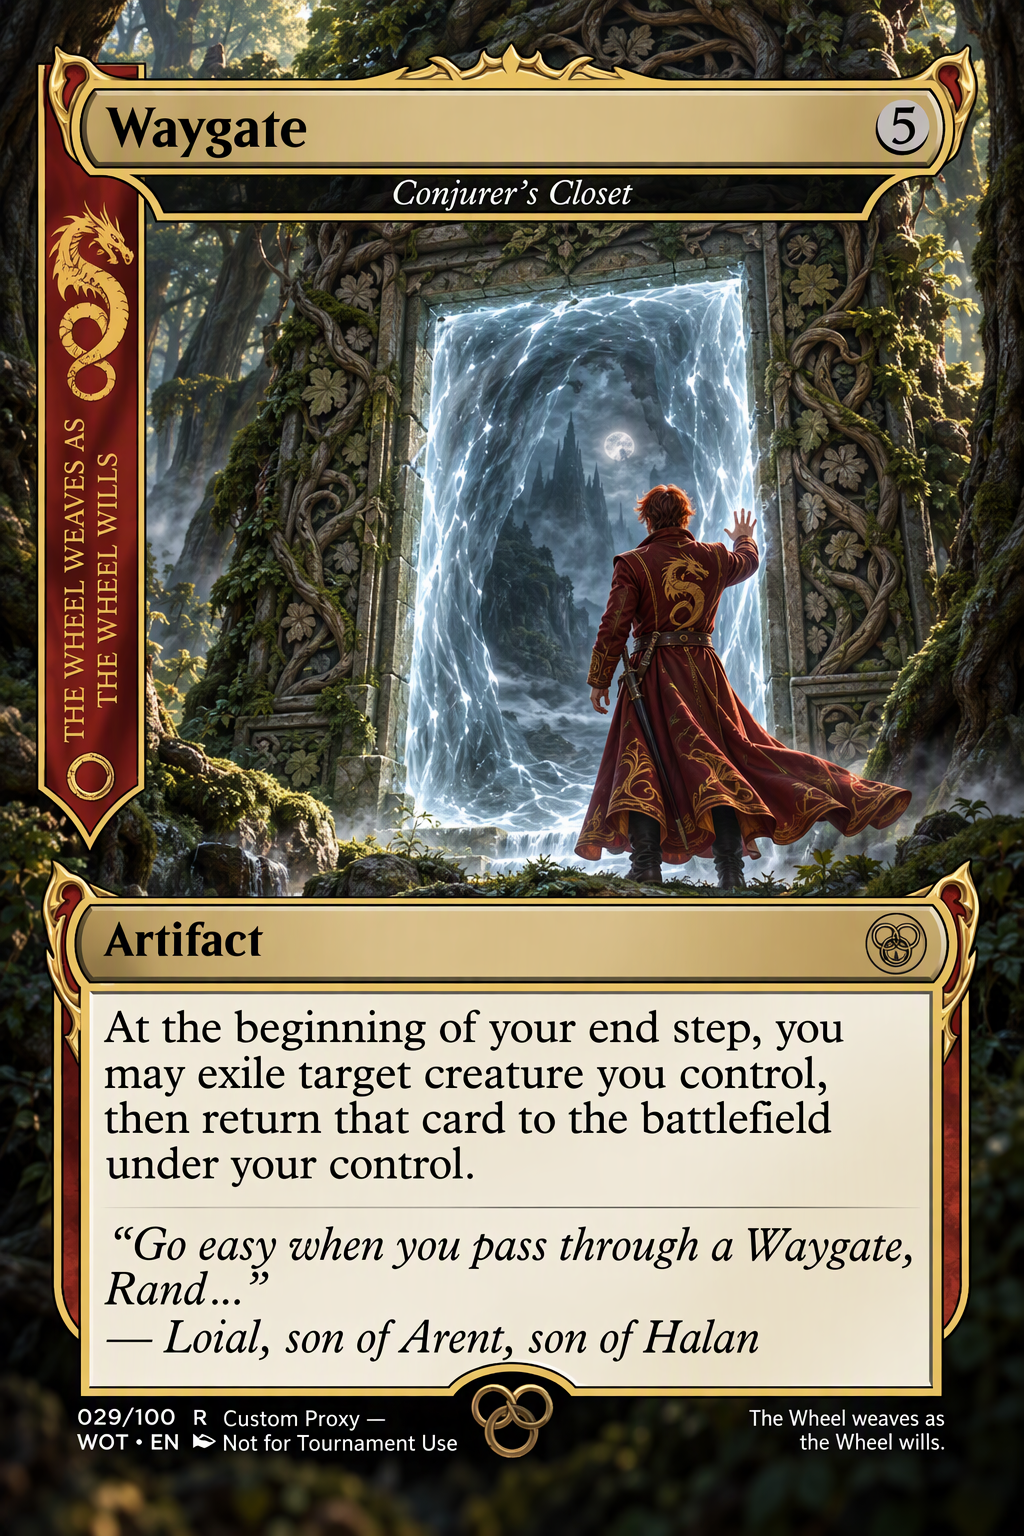 Waygate
5
Conjurer's Closet
THE WHEEL WEAVES AS
THE WHEEL WILLS
Artifact
At the beginning of your end step, you
may exile target creature you control,
then return that card to the battlefield
under your control.
“Go easy when you pass through a Waygate,
Rand...”
— Loial, son of Arent, son of Halan
029/100 R Custom Proxy —
WOT • EN Not for Tournament Use
The Wheel weaves as
the Wheel wills.